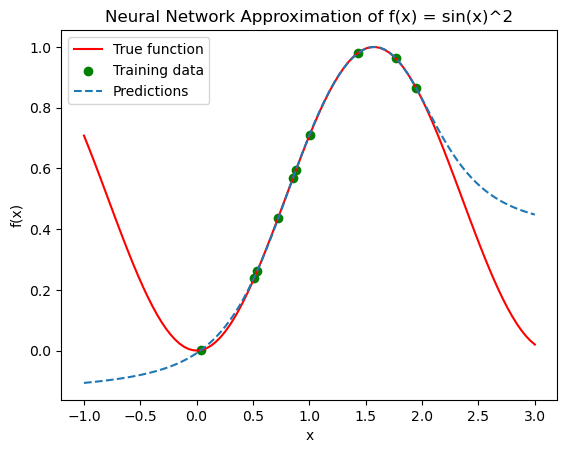 Neural Network Approximation of f(x) = sin(x)^2
True function
Training data
Predictions
1.0
0.8
0.6
0.4
0.2
0.0
f(x)
-1.0
-0.5
0.0
0.5
1.0
1.5
2.0
2.5
3.0
x